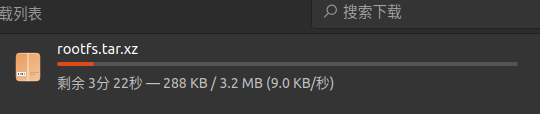 载列表
搜索下载
rootfs.tar.xz
剩余 3分 22秒 — 288 KB / 3.2 MB (9.0 KB/秒)